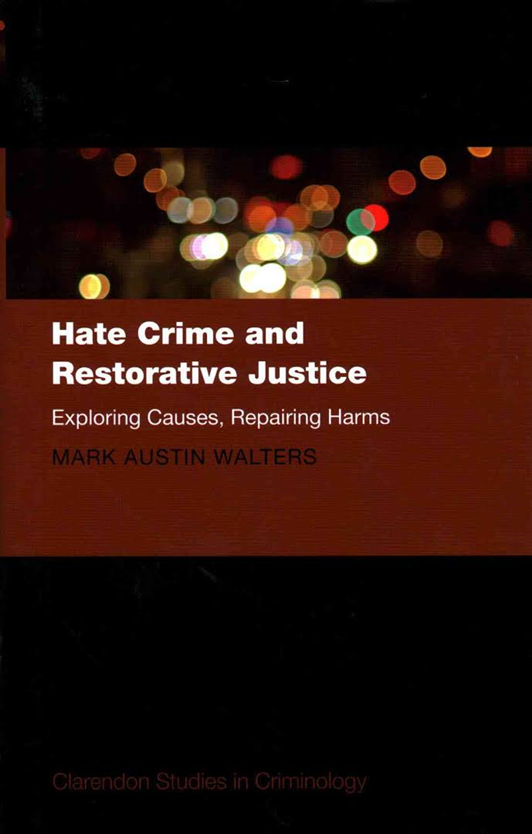 Hate Crime and
Restorative Justice
Exploring Causes, Repairing Harms
MARK AUSTIN WALTERS
Clarendon Studies in Criminology